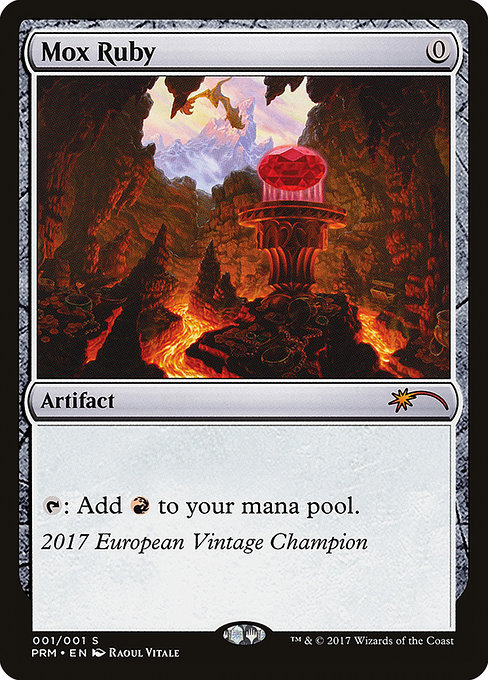 Mox Ruby 0
Artifact
: Add to your mana pool.
2017 European Vintage Champion
001/001 S
PRM • EN Raoul Vitale
™ & © 2017 Wizards of the Coast